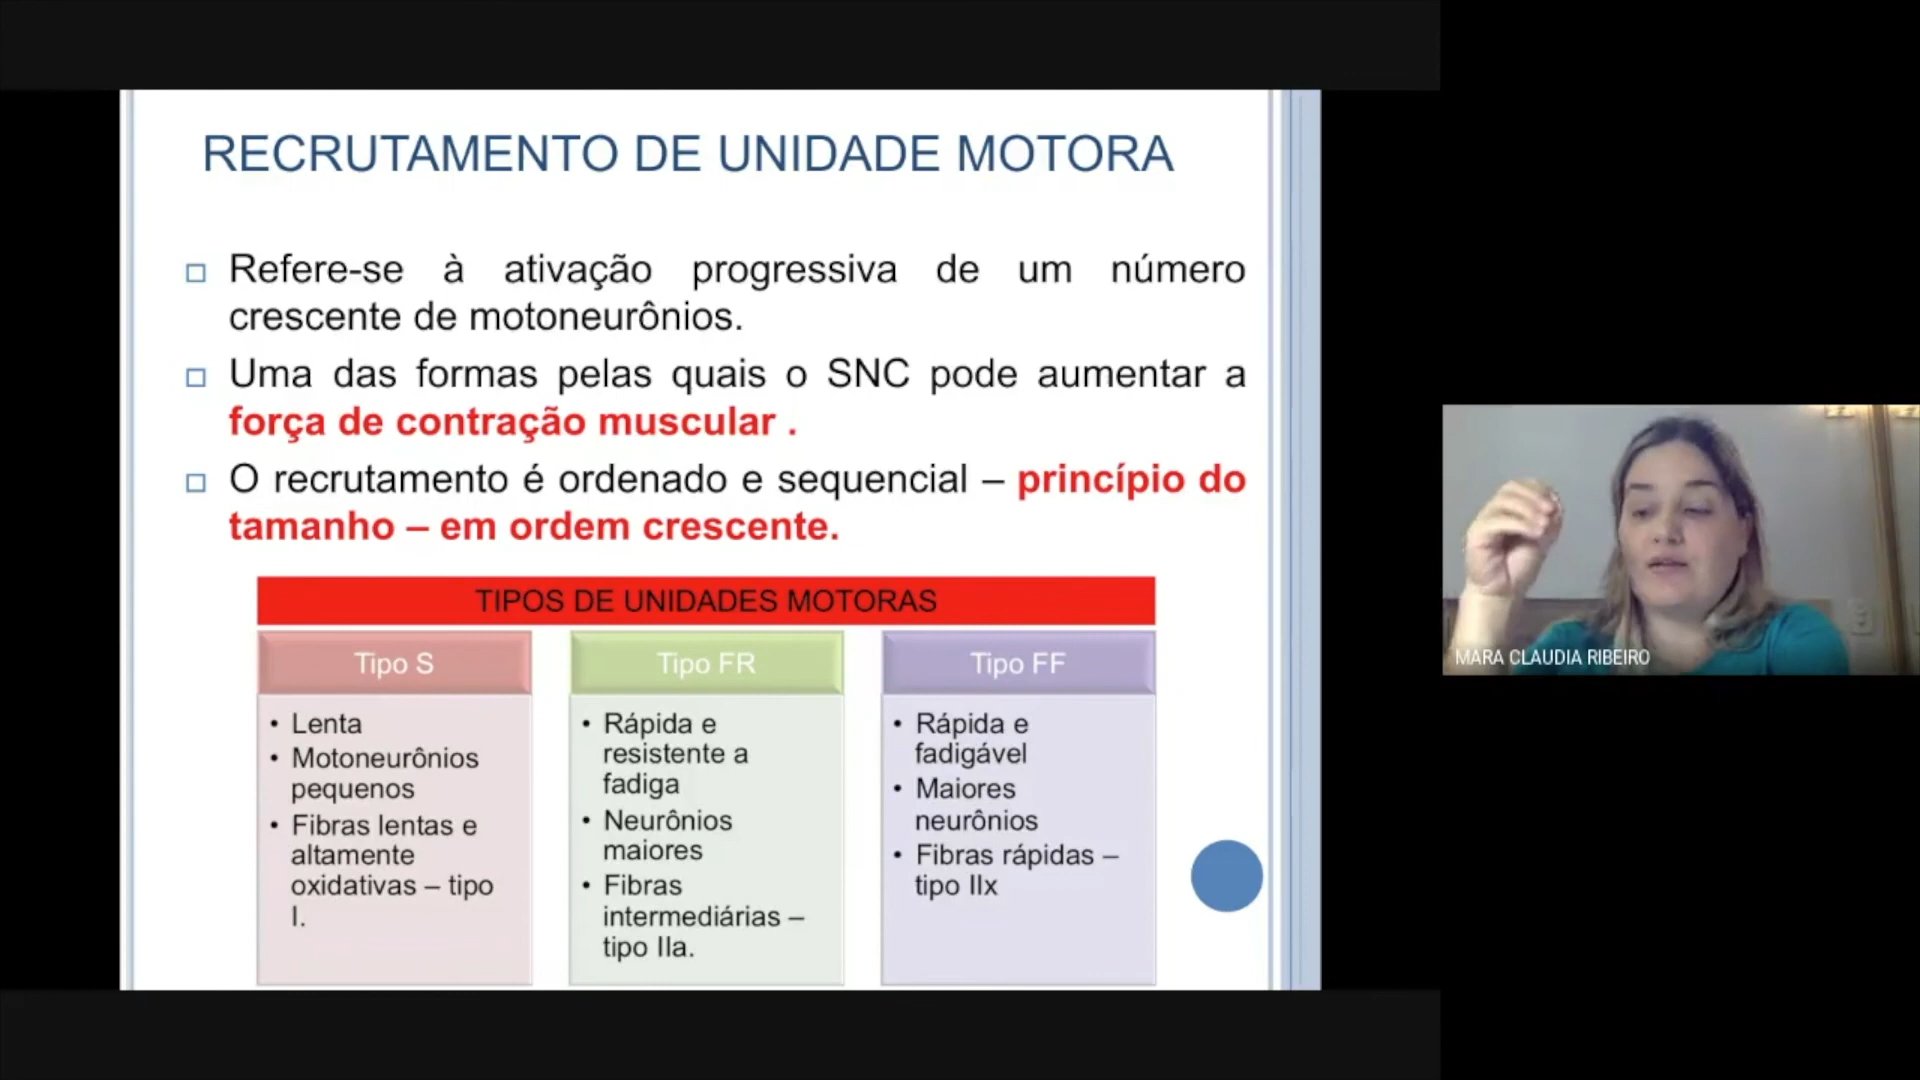 RECRUTAMENTO DE UNIDADE MOTORA
Refere-se à ativação progressiva de um número
crescente de motoneurônios.
Uma das formas pelas quais o SNC pode aumentar a
força de contração muscular .
O recrutamento é ordenado e sequencial – princípio do
tamanho – em ordem crescente.
TIPOS DE UNIDADES MOTORAS
Tipo S
• Lenta
• Motoneurônios
pequenos
• Fibras lentas e
altamente
oxidativas – tipo
I.
Tipo FR
• Rápida e
resistente a
fadiga
• Neurônios
maiores
• Fibras
intermediárias –
tipo IIa.
Tipo FF
• Rápida e
fadigável
• Maiores
neurônios
• Fibras rápidas –
tipo IIx
MARA CLAUDIA RIBEIRO